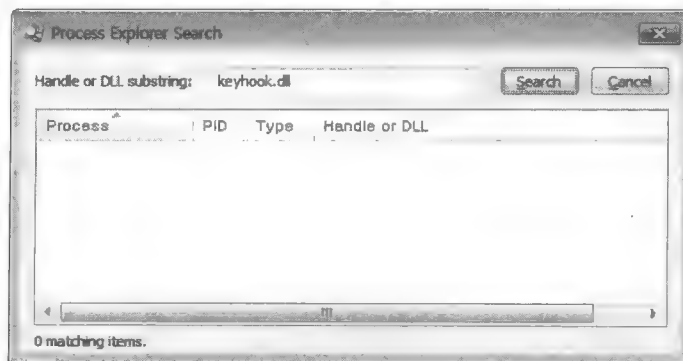 Process Explorer Search
Handle or DLL substring: keyhook.dll Search Cancel
Process PID Type Handle or DLL
0 matching items.